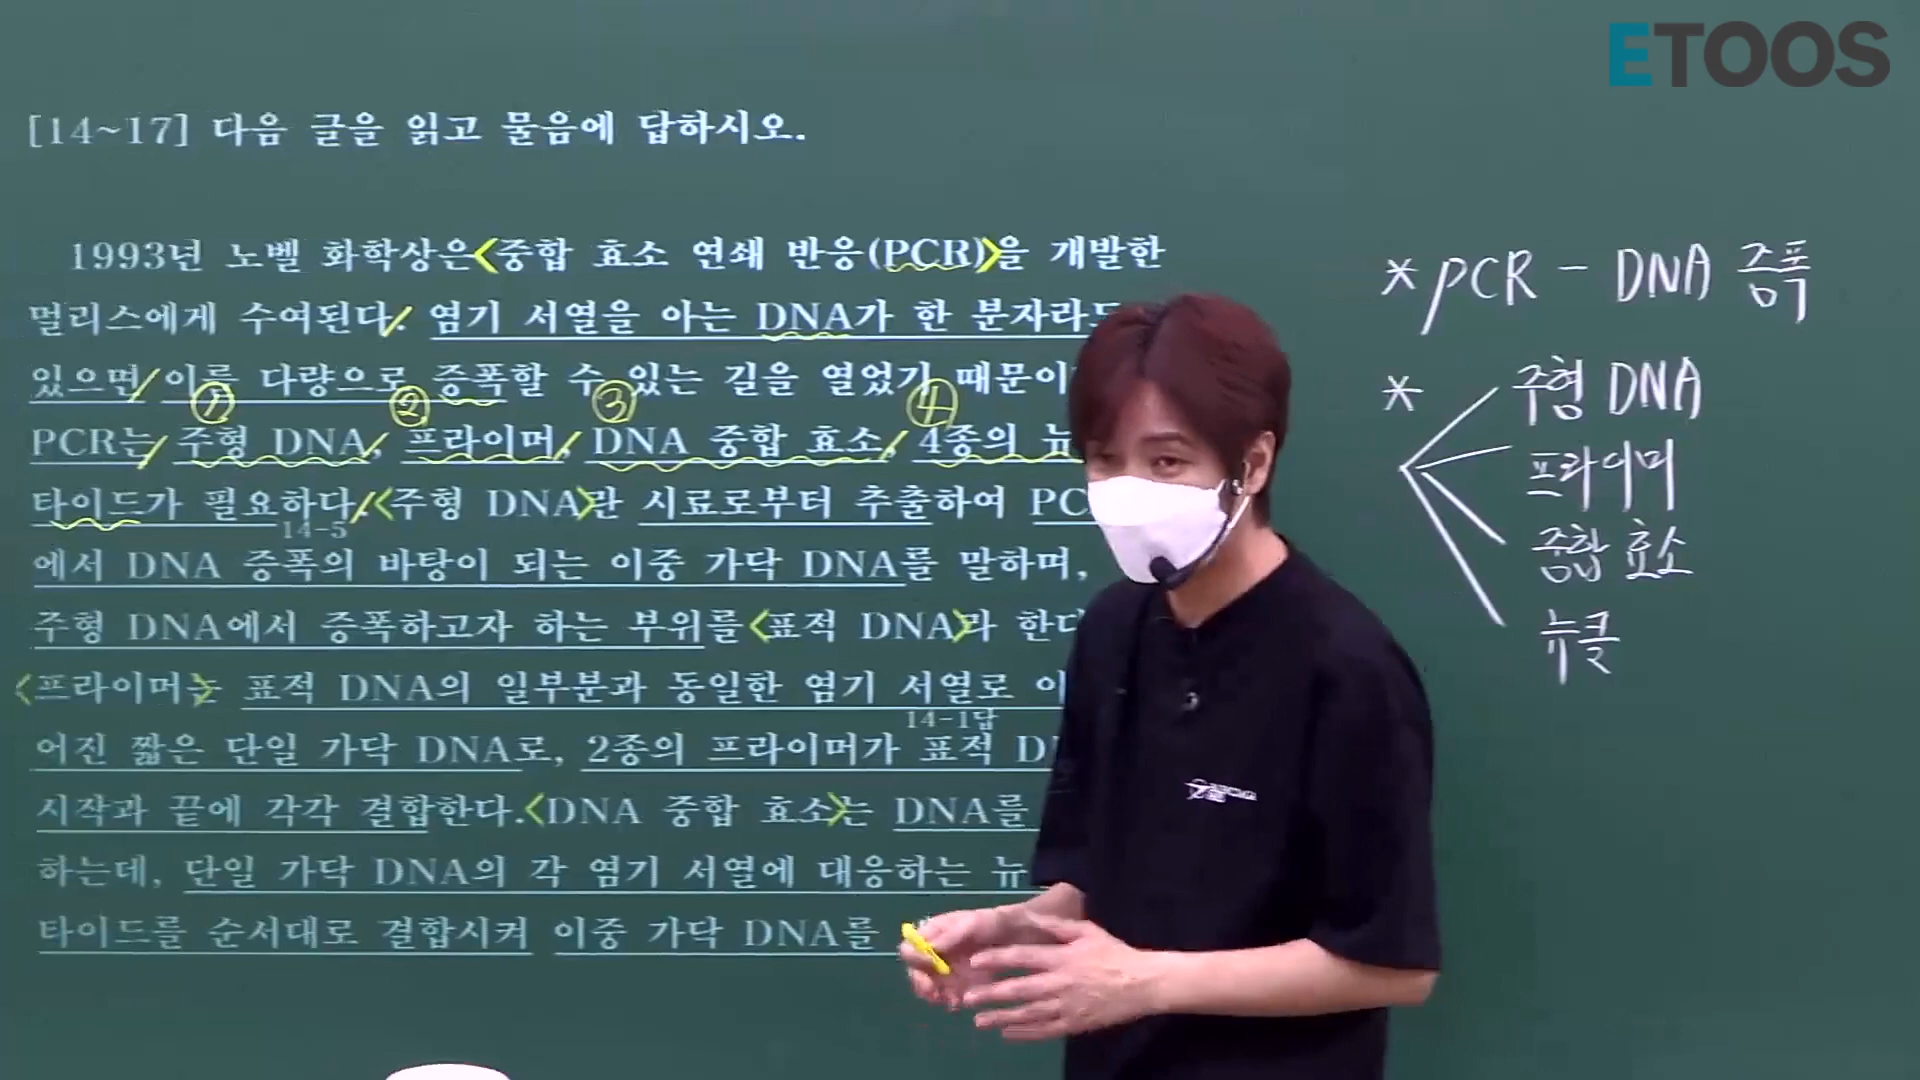 ETOOS
[14~17] 다음 글을 읽고 물음에 답하시오.
1993년 노벨 화학상은 <중합 효소 연쇄 반응(PCR)>을 개발한
멀리스에게 수여된다. 염기 서열을 아는 DNA가 한 분자라도
있으면 이를 다량으로 증폭할 수 있는 길을 열었기 때문이
① ② ③ ④
PCR는 주형 DNA, 프라이머, DNA 중합 효소, 4종의 뉴
타이드가 필요하다. <주형 DNA>란 시료로부터 추출하여 PC
14-5
에서 DNA 증폭의 바탕이 되는 이중 가닥 DNA를 말하며,
주형 DNA에서 증폭하고자 하는 부위를 <표적 DNA>라 한다
<프라이머>는 표적 DNA의 일부분과 동일한 염기 서열로 이
14-1답
어진 짧은 단일 가닥 DNA로, 2종의 프라이머가 표적 D
시작과 끝에 각각 결합한다. <DNA 중합 효소>는 DNA를
하는데, 단일 가닥 DNA의 각 염기 서열에 대응하는 뉴
타이드를 순서대로 결합시켜 이중 가닥 DNA를
* PCR - DNA 증폭
* 주형 DNA
프라이머
중합 효소
뉴클